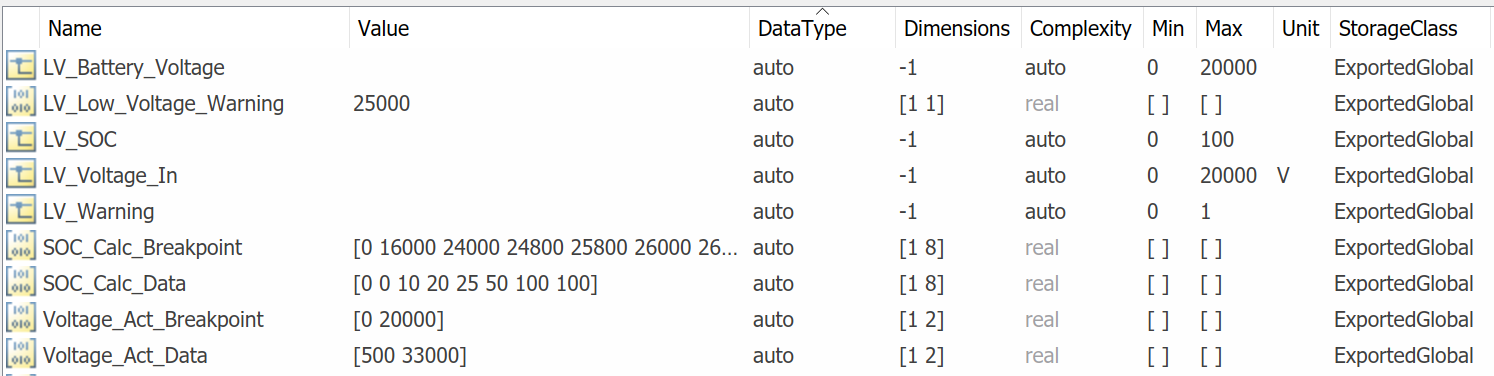 Name Value DataType Dimensions Complexity Min Max Unit StorageClass
LV_Battery_Voltage auto -1 auto 0 20000 ExportedGlobal
LV_Low_Voltage_Warning 25000 auto [1 1] real [ ] [ ] ExportedGlobal
LV_SOC auto -1 auto 0 100 ExportedGlobal
LV_Voltage_In auto -1 auto 0 20000 V ExportedGlobal
LV_Warning auto -1 auto 0 1 ExportedGlobal
SOC_Calc_Breakpoint [0 16000 24000 24800 25800 26000 26... auto [1 8] real [ ] [ ] ExportedGlobal
SOC_Calc_Data [0 0 10 20 25 50 100 100] auto [1 8] real [ ] [ ] ExportedGlobal
Voltage_Act_Breakpoint [0 20000] auto [1 2] real [ ] [ ] ExportedGlobal
Voltage_Act_Data [500 33000] auto [1 2] real [ ] [ ] ExportedGlobal